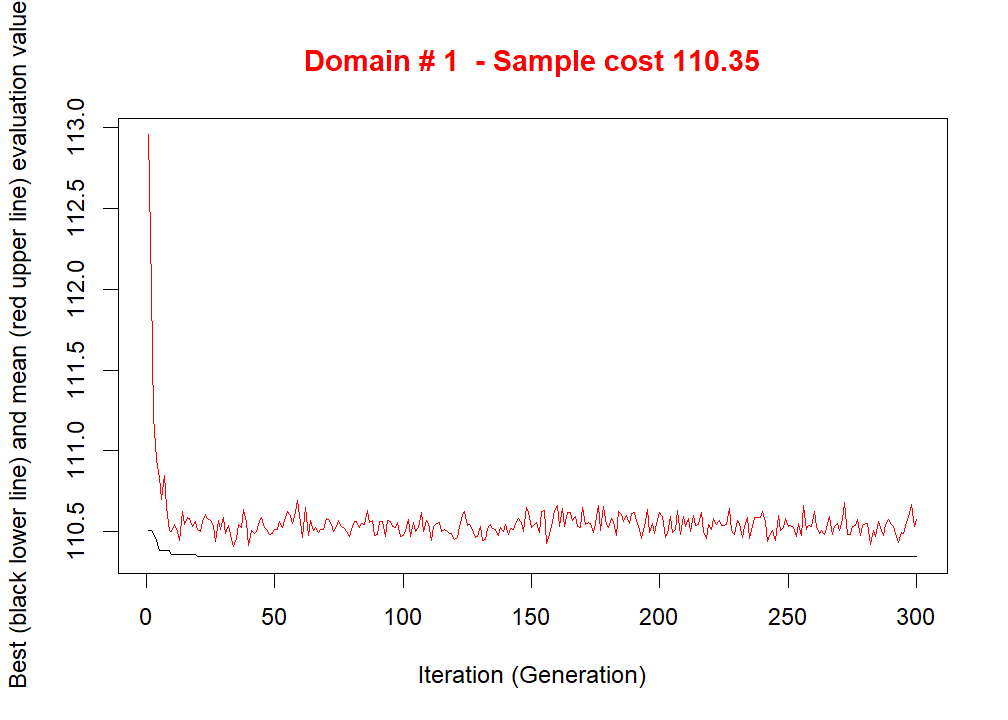 Domain # 1  - Sample cost 110.35
Best (black lower line) and mean (red upper line) evaluation value
113.0
112.5
112.0
111.5
111.0
110.5
0 50 100 150 200 250 300
Iteration (Generation)